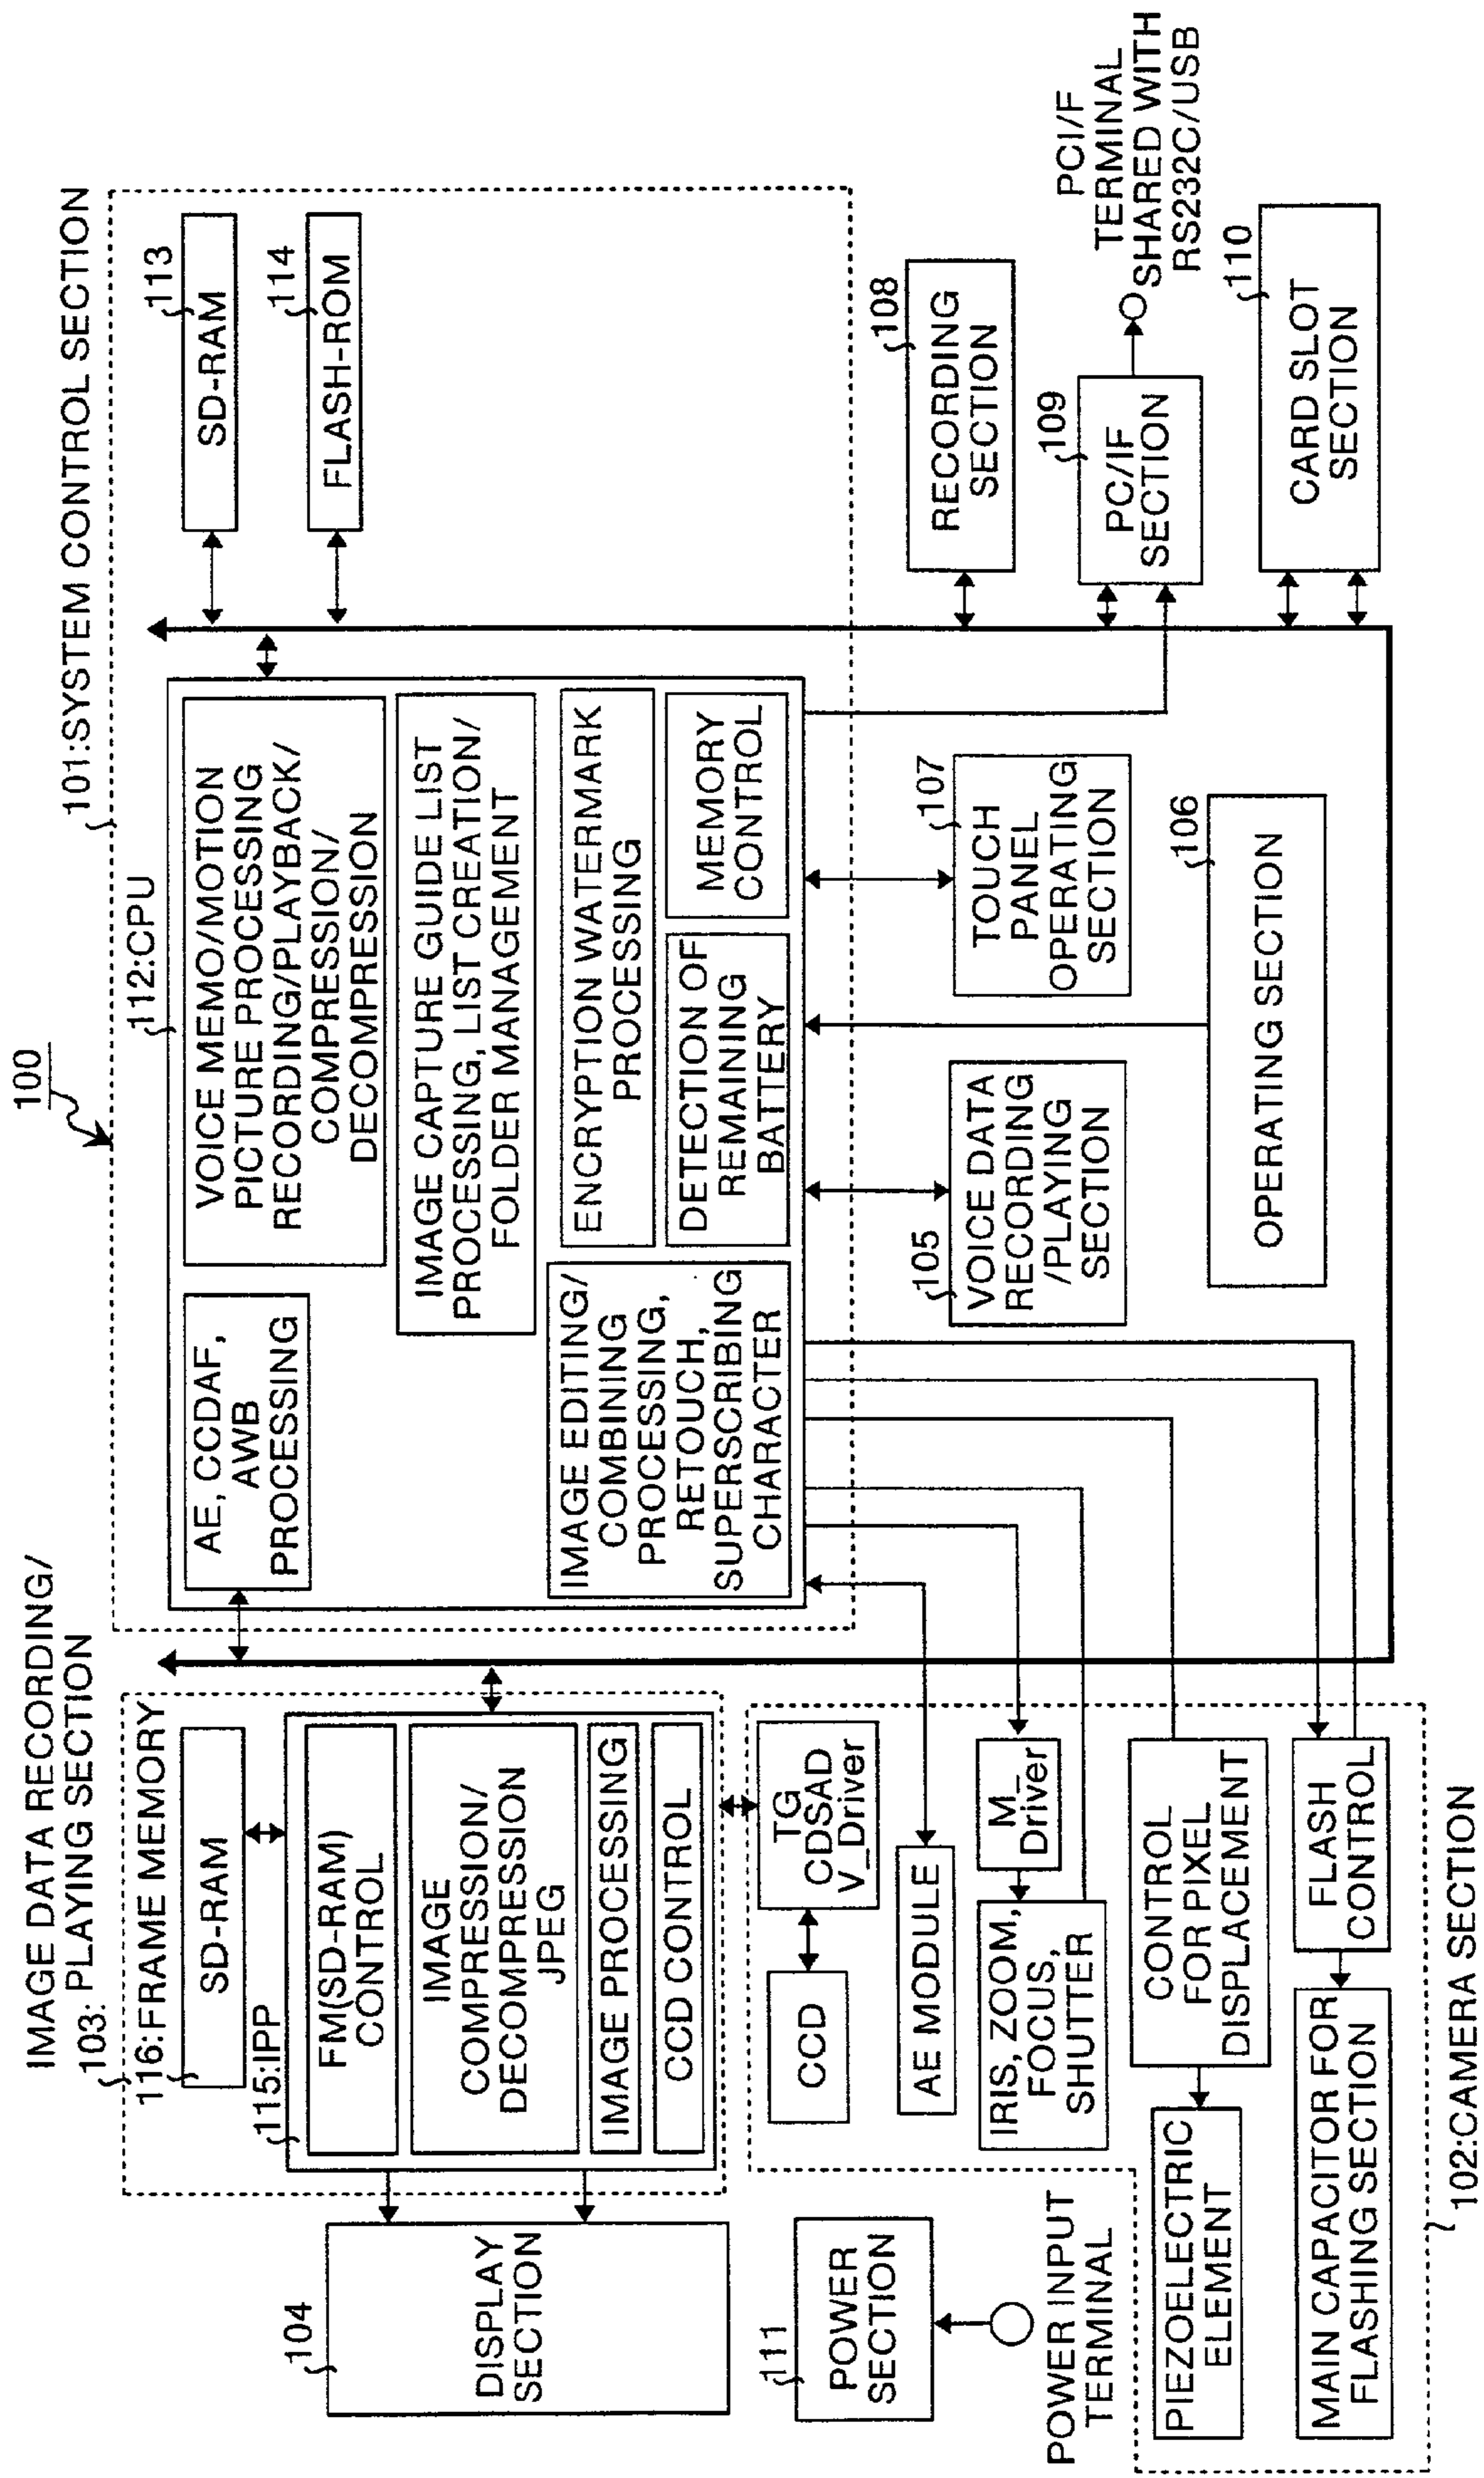 100
IMAGE DATA RECORDING/
103: PLAYING SECTION
116:FRAME MEMORY
SD-RAM
115:IPP
FM(SD-RAM)
CONTROL
IMAGE
COMPRESSION/
DECOMPRESSION
JPEG
IMAGE PROCESSING
CCD CONTROL
104
DISPLAY
SECTION
111
POWER
SECTION
POWER INPUT
TERMINAL
101:SYSTEM CONTROL SECTION
112:CPU
AE, CCDAF,
AWB
PROCESSING
VOICE MEMO/MOTION
PICTURE PROCESSING
RECORDING/PLAYBACK/
COMPRESSION/
DECOMPRESSION
IMAGE CAPTURE GUIDE LIST
PROCESSING, LIST CREATION/
FOLDER MANAGEMENT
IMAGE EDITING/
COMBINING
PROCESSING,
RETOUCH,
SUPERSCRIBING
CHARACTER
ENCRYPTION WATERMARK
PROCESSING
DETECTION OF
REMAINING
BATTERY
MEMORY
CONTROL
113
SD-RAM
114
FLASH-ROM
TG
CDSAD
V_Driver
CCD
AE MODULE
M_
Driver
IRIS, ZOOM,
FOCUS,
SHUTTER
CONTROL
FOR PIXEL
DISPLACEMENT
PIEZOELECTRIC
ELEMENT
FLASH
CONTROL
MAIN CAPACITOR FOR
FLASHING SECTION
102:CAMERA SECTION
105
VOICE DATA
RECORDING
/PLAYING
SECTION
107
TOUCH
PANEL
OPERATING
SECTION
106
OPERATING SECTION
108
RECORDING
SECTION
109
PC/IF
SECTION
PCI/F
TERMINAL
SHARED WITH
RS232C/USB
110
CARD SLOT
SECTION